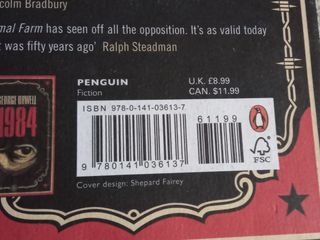 lcolm Bradbury
mal Farm has seen off all the opposition. It's as valid today
t was fifty years ago' Ralph Steadman
PENGUIN
Fiction
U.K. £8.99
CAN. $11.99
ISBN 978-0-141-03613-7
61199
9 780141 036137
FSC
Cover design: Shepard Fairey
GEORGE ORWELL
1984